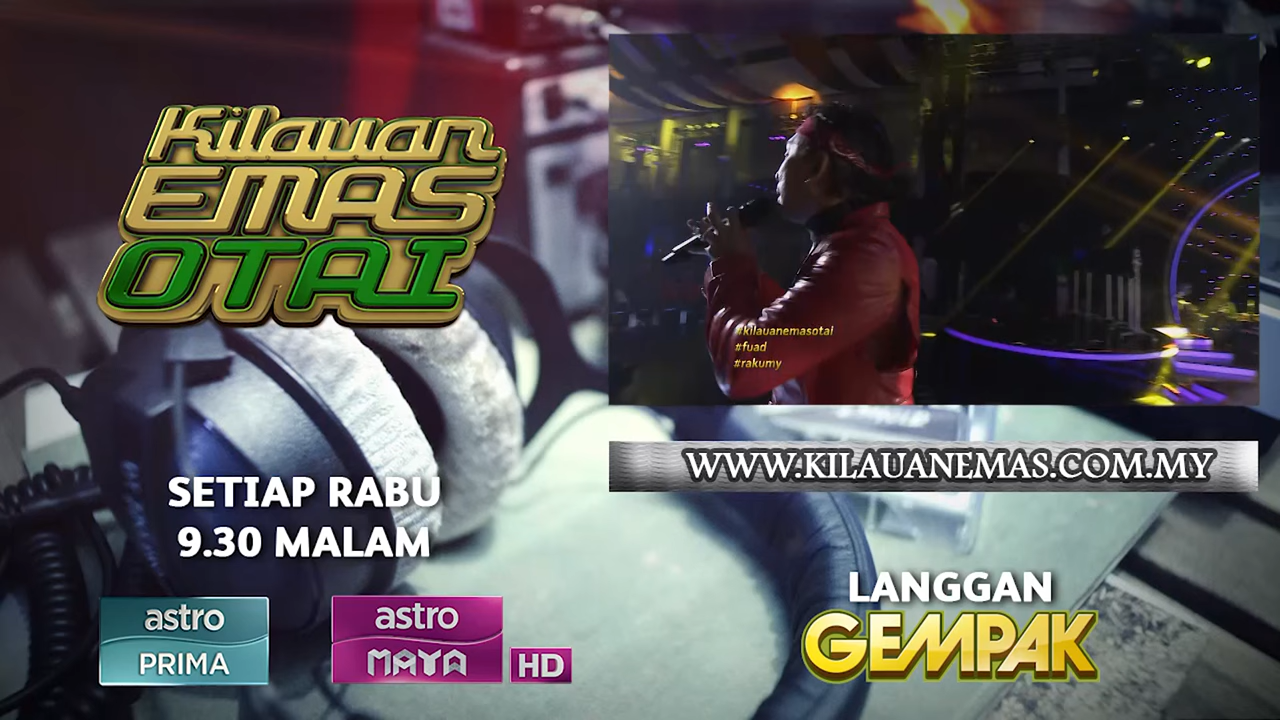 Kilauan
EMAS
OTAI
SETIAP RABU
9.30 MALAM
astro
PRIMA
astro
MAYA
HD
#kilauanemasotai
#fuad
#rakumy
WWW.KILAUANEMAS.COM.MY
LANGGAN
GEMPAK